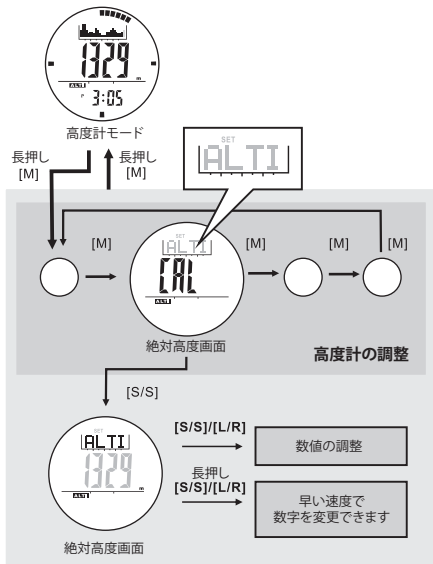 1329
m
ALTI
P 3:05
高度計モード
長押し
[M]
長押し
[M]
SET
ALTI
[M]
SET
ALTI
CAL
ALTI
[M]
[M]
[M]
絶対高度画面
高度計の調整
[S/S]
SET
ALTI
1329
m
ALTI
絶対高度画面
[S/S]/[L/R]
数値の調整
長押し
[S/S]/[L/R]
早い速度で
数字を変更できます